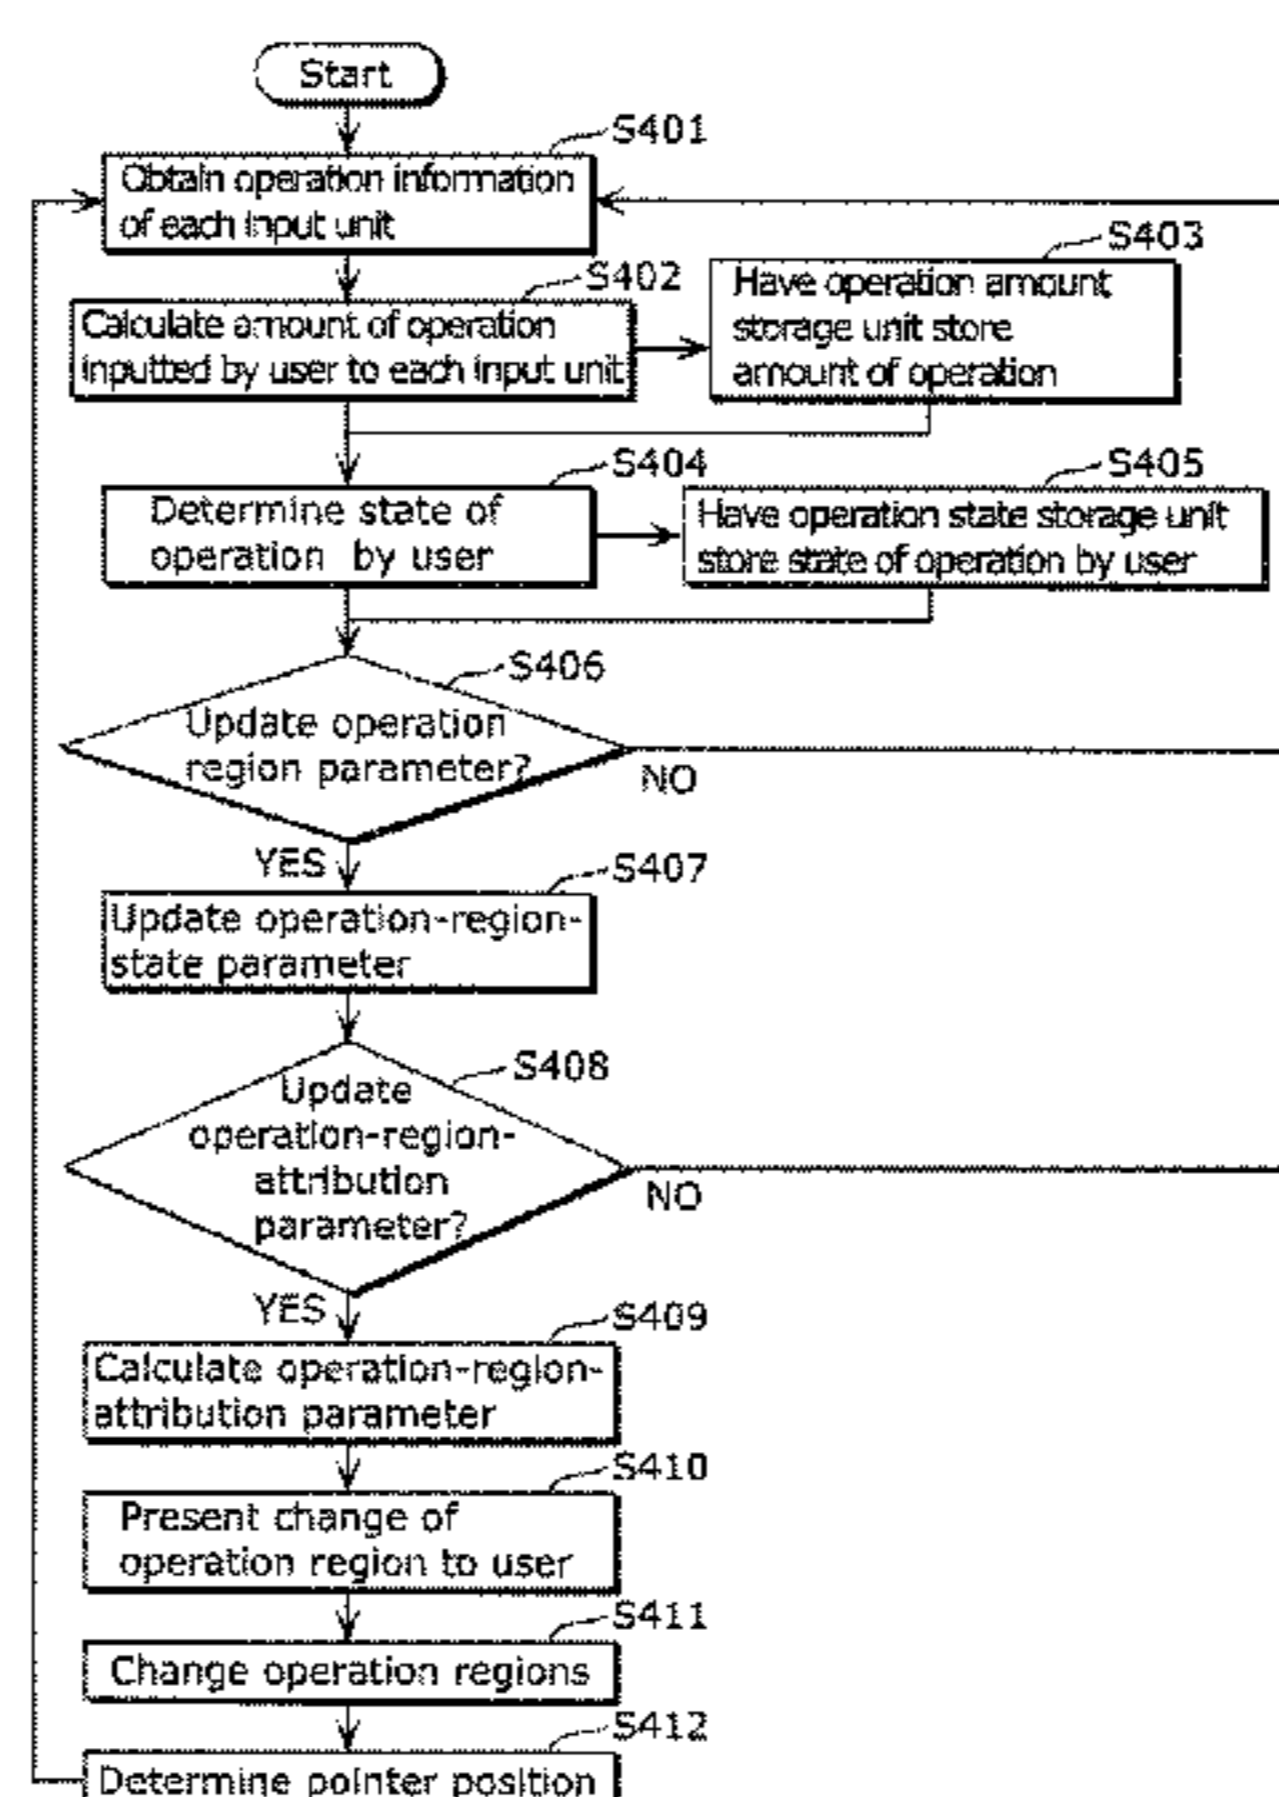 Start
S401
Obtain operation information
of each input unit
S402
Calculate amount of operation
inputted by user to each input unit
S403
Have operation amount
storage unit store
amount of operation
S404
Determine state of
operation by user
S405
Have operation state storage unit
store state of operation by user
S406
Update operation
region parameter?
NO
YES
S407
Update operation-region-
state parameter
S408
Update
operation-region-
attribution
parameter?
NO
YES
S409
Calculate operation-region-
attribution parameter
S410
Present change of
operation region to user
S411
Change operation regions
S412
Determine pointer position